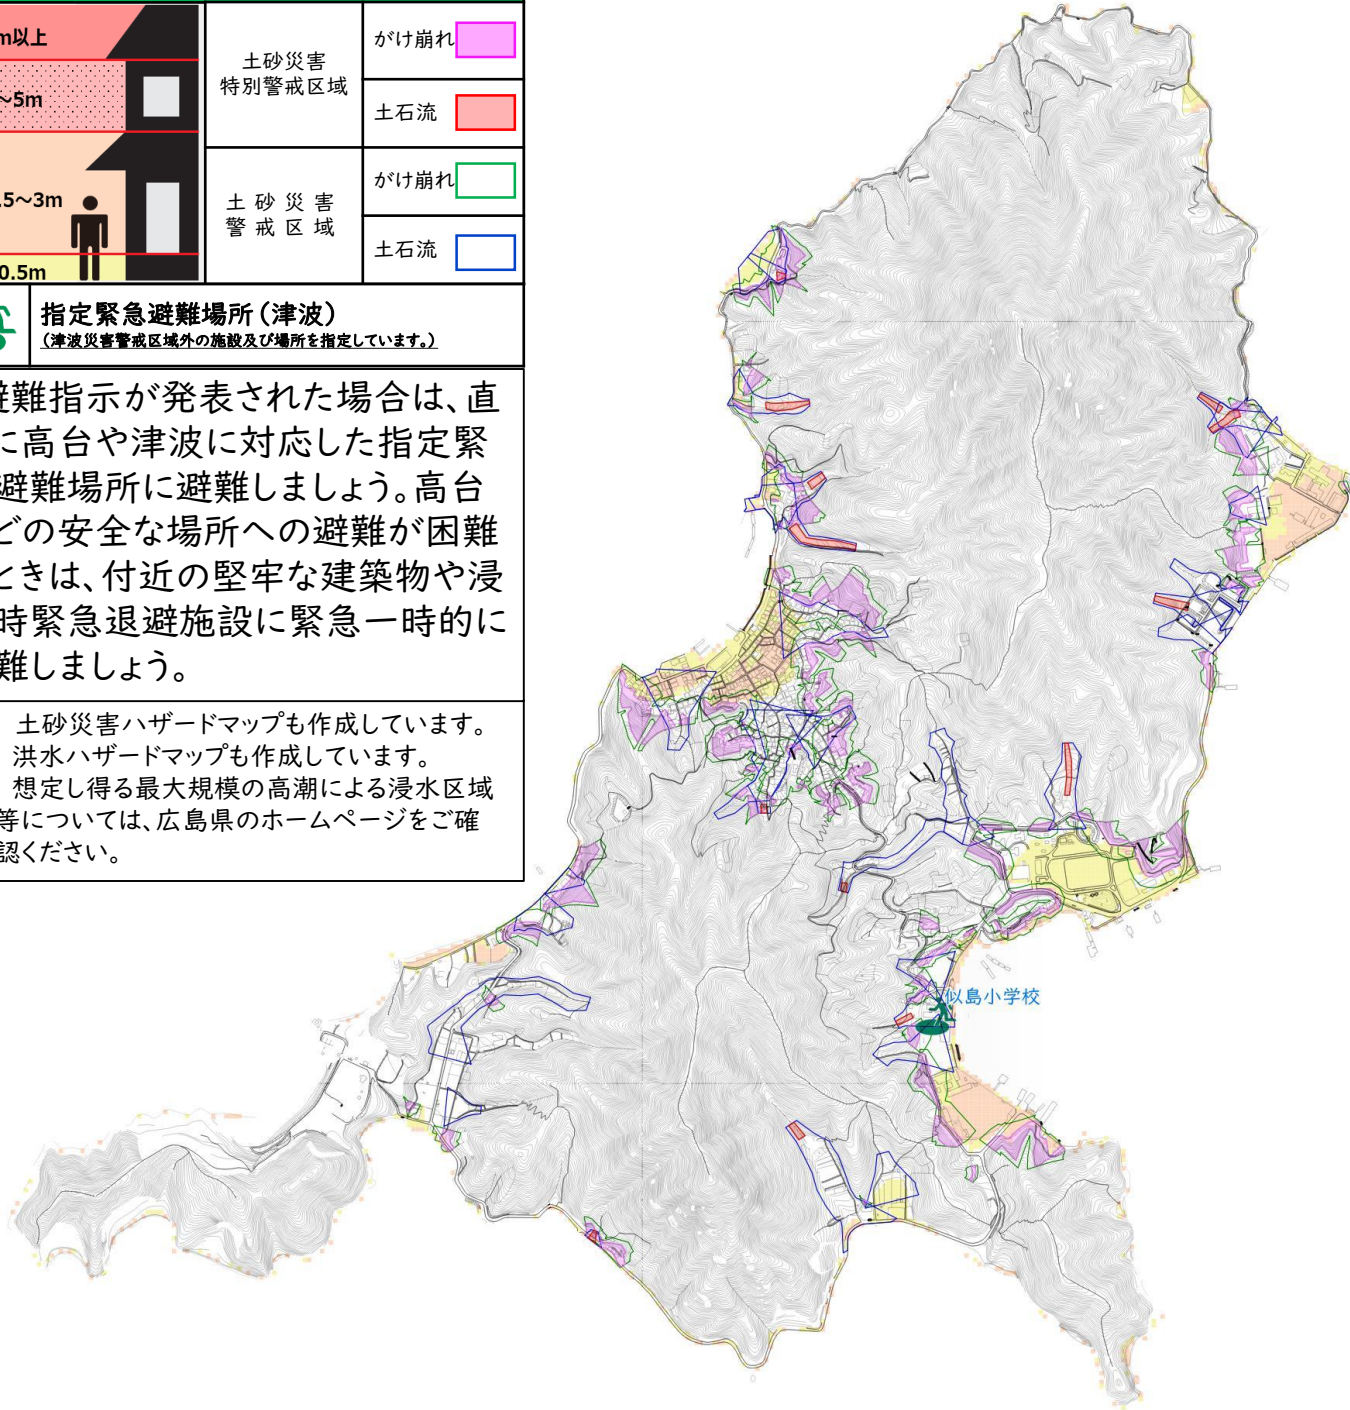 m以上
～5m
.5～3m
0.5m
土砂災害
特別警戒区域
がけ崩れ
土石流
土砂災害
警戒区域
がけ崩れ
土石流
指定緊急避難場所（津波）
（津波災害警戒区域外の施設及び場所を指定しています。）
避難指示が発表された場合は、直
に高台や津波に対応した指定緊
避難場所に避難しましょう。高台
どの安全な場所への避難が困難
ときは、付近の堅牢な建築物や浸
時緊急退避施設に緊急一時的に
難しましょう。
土砂災害ハザードマップも作成しています。
洪水ハザードマップも作成しています。
想定し得る最大規模の高潮による浸水区域
等については、広島県のホームページをご確
認ください。
似島小学校